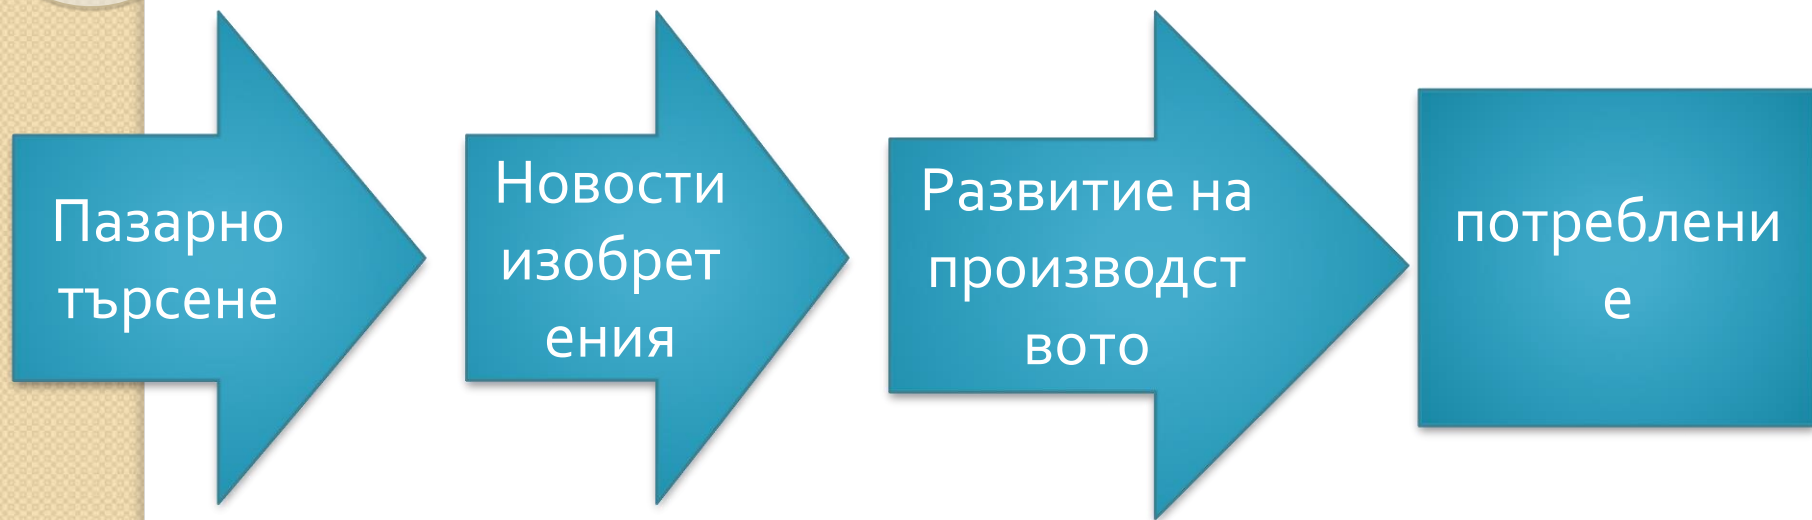 Пазарно
търсене
Новости
изобрет
ения
Развитие на
производст
вото
потреблени
е